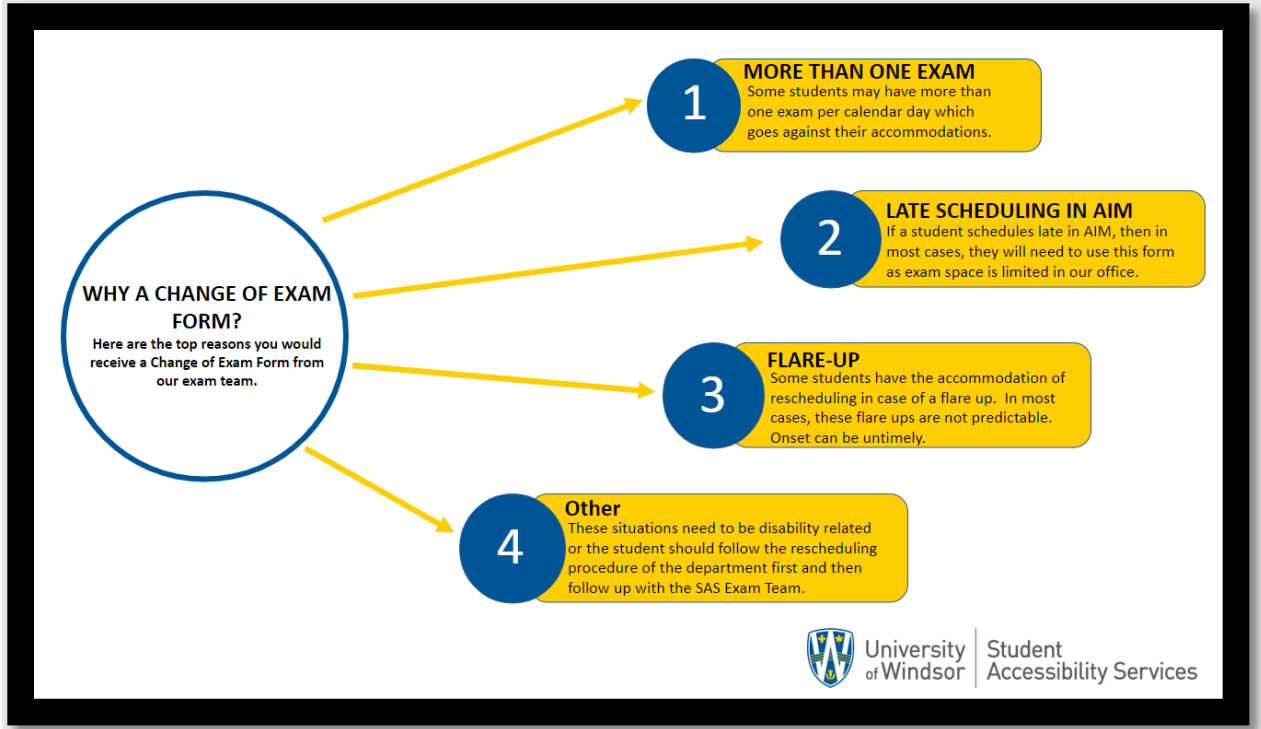 WHY A CHANGE OF EXAM
FORM?
Here are the top reasons you would
receive a Change of Exam Form from
our exam team.
1
MORE THAN ONE EXAM
Some students may have more than
one exam per calendar day which
goes against their accommodations.
2
LATE SCHEDULING IN AIM
If a student schedules late in AIM, then in
most cases, they will need to use this form
as exam space is limited in our office.
3
FLARE-UP
Some students have the accommodation of
rescheduling in case of a flare up.  In most
cases, these flare ups are not predictable.
Onset can be untimely.
4
Other
These situations need to be disability related
or the student should follow the rescheduling
procedure of the department first and then
follow up with the SAS Exam Team.
University
of Windsor
Student
Accessibility Services